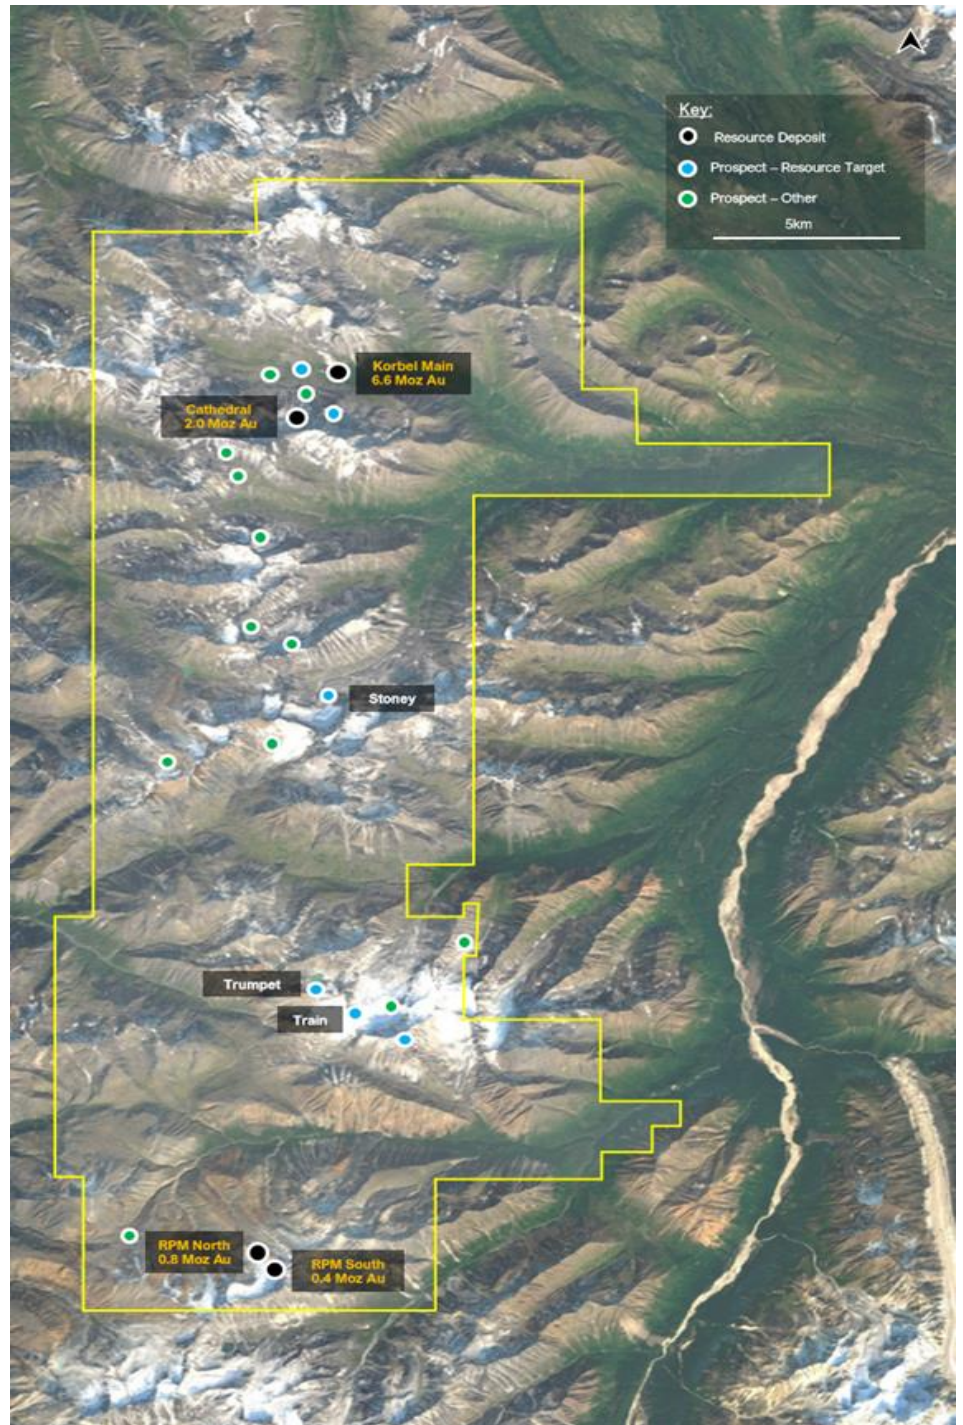 Key:
Resource Deposit
Prospect – Resource Target
Prospect – Other
5km
Korbel Main
6.6 Moz Au
Cathedral
2.0 Moz Au
Stoney
Trumpet
Train
RPM North
0.8 Moz Au
RPM South
0.4 Moz Au